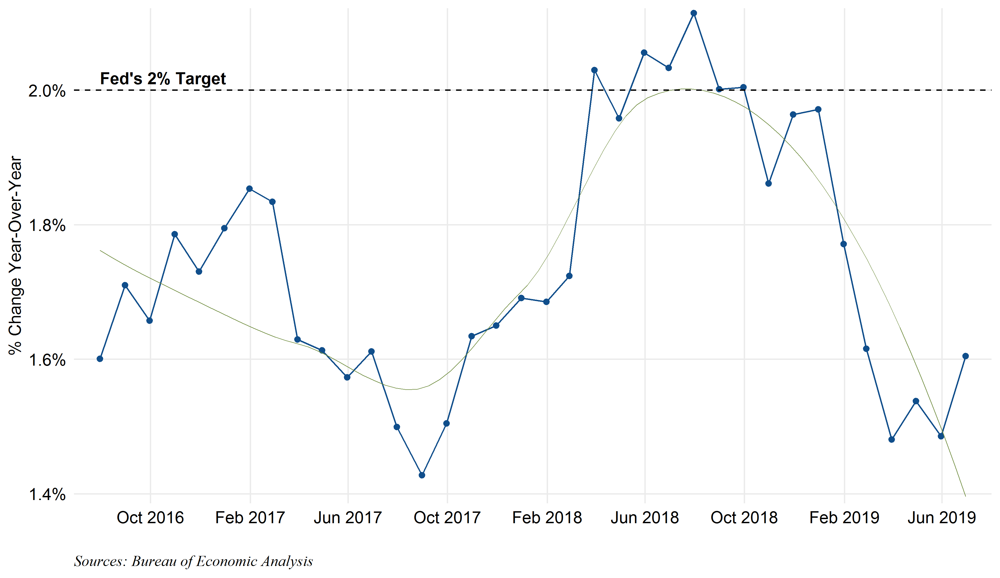 Fed's 2% Target
% Change Year-Over-Year
2.0%
1.8%
1.6%
1.4%
Oct 2016 Feb 2017 Jun 2017 Oct 2017 Feb 2018 Jun 2018 Oct 2018 Feb 2019 Jun 2019
Sources: Bureau of Economic Analysis